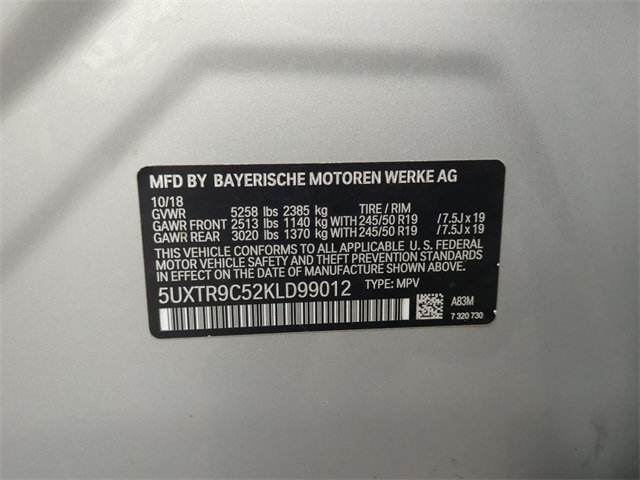 MFD BY BAYERISCHE MOTOREN WERKE AG
10/18
GVWR 5258 lbs 2385 kg TIRE / RIM
GAWR FRONT 2513 lbs 1140 kg WITH 245/50 R19 /7.5J x 19
GAWR REAR 3020 lbs 1370 kg WITH 245/50 R19 /7.5J x 19
THIS VEHICLE CONFORMS TO ALL APPLICABLE U. S. FEDERAL
MOTOR VEHICLE SAFETY AND THEFT PREVENTION STANDARDS
IN EFFECT ON THE DATE OF MANUFACTURE SHOWN ABOVE.
5UXTR9C52KLD99012 TYPE: MPV
A83M
7 320 730